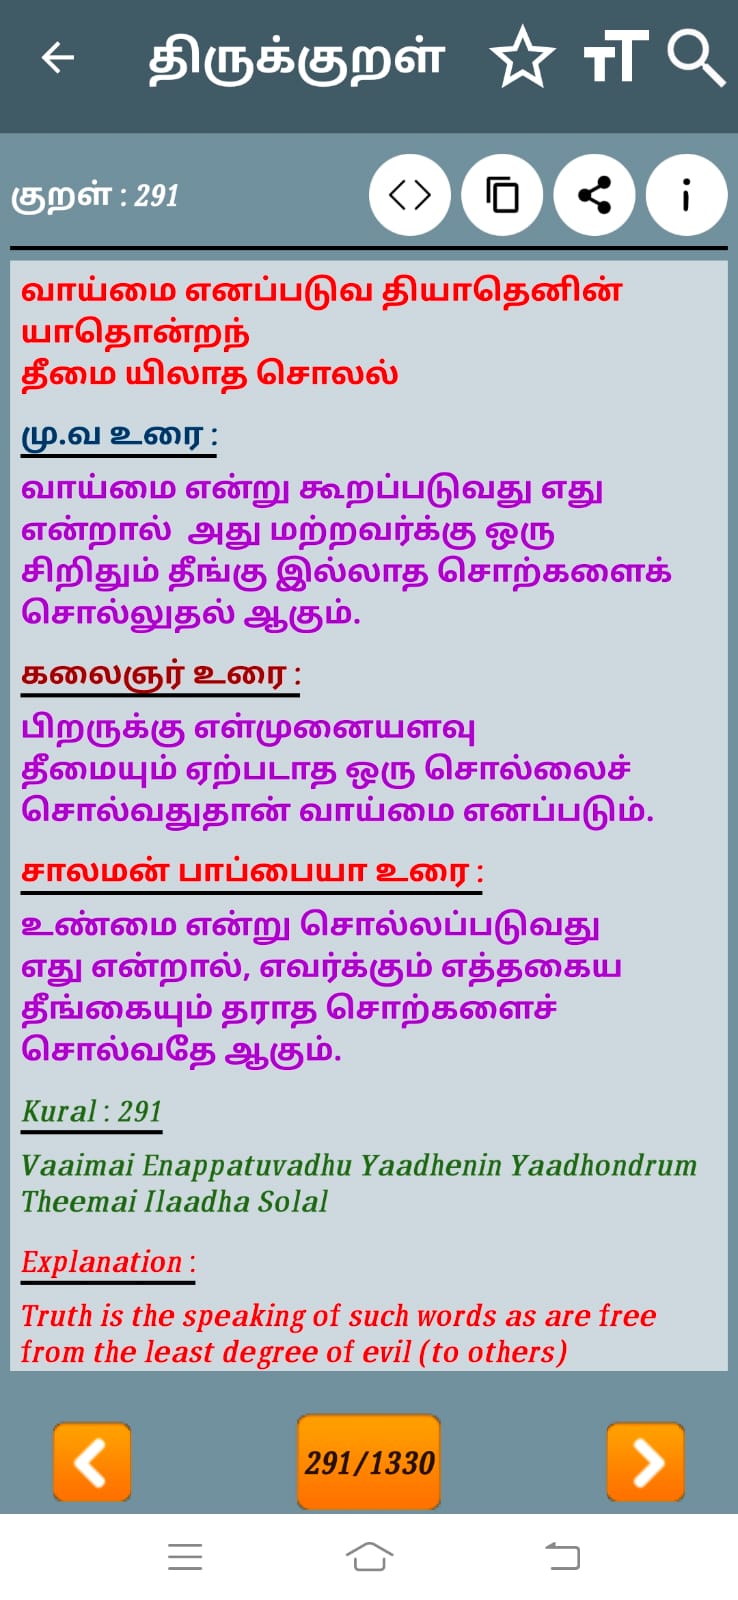 திருக்குறள்
குறள் : 291
வாய்மை எனப்படுவ தியாதெனின்
யாதொன்றந்
தீமை யிலாத சொலல்
மு.வ உரை :
வாய்மை என்று கூறப்படுவது எது
என்றால் அது மற்றவர்க்கு ஒரு
சிறிதும் தீங்கு இல்லாத சொற்களைக்
சொல்லுதல் ஆகும்.
கலைஞர் உரை :
பிறருக்கு எள்முனையளவு
தீமையும் ஏற்படாத ஒரு சொல்லைச்
சொல்வதுதான் வாய்மை எனப்படும்.
சாலமன் பாப்பையா உரை :
உண்மை என்று சொல்லப்படுவது
எது என்றால், எவர்க்கும் எத்தகைய
தீங்கையும் தராத சொற்களைச்
சொல்வதே ஆகும்.
Kural : 291
Vaaimai Enappatuvadhu Yaadhenin Yaadhondrum
Theemai Ilaadha Solal
Explanation :
Truth is the speaking of such words as are free
from the least degree of evil (to others)
291/1330